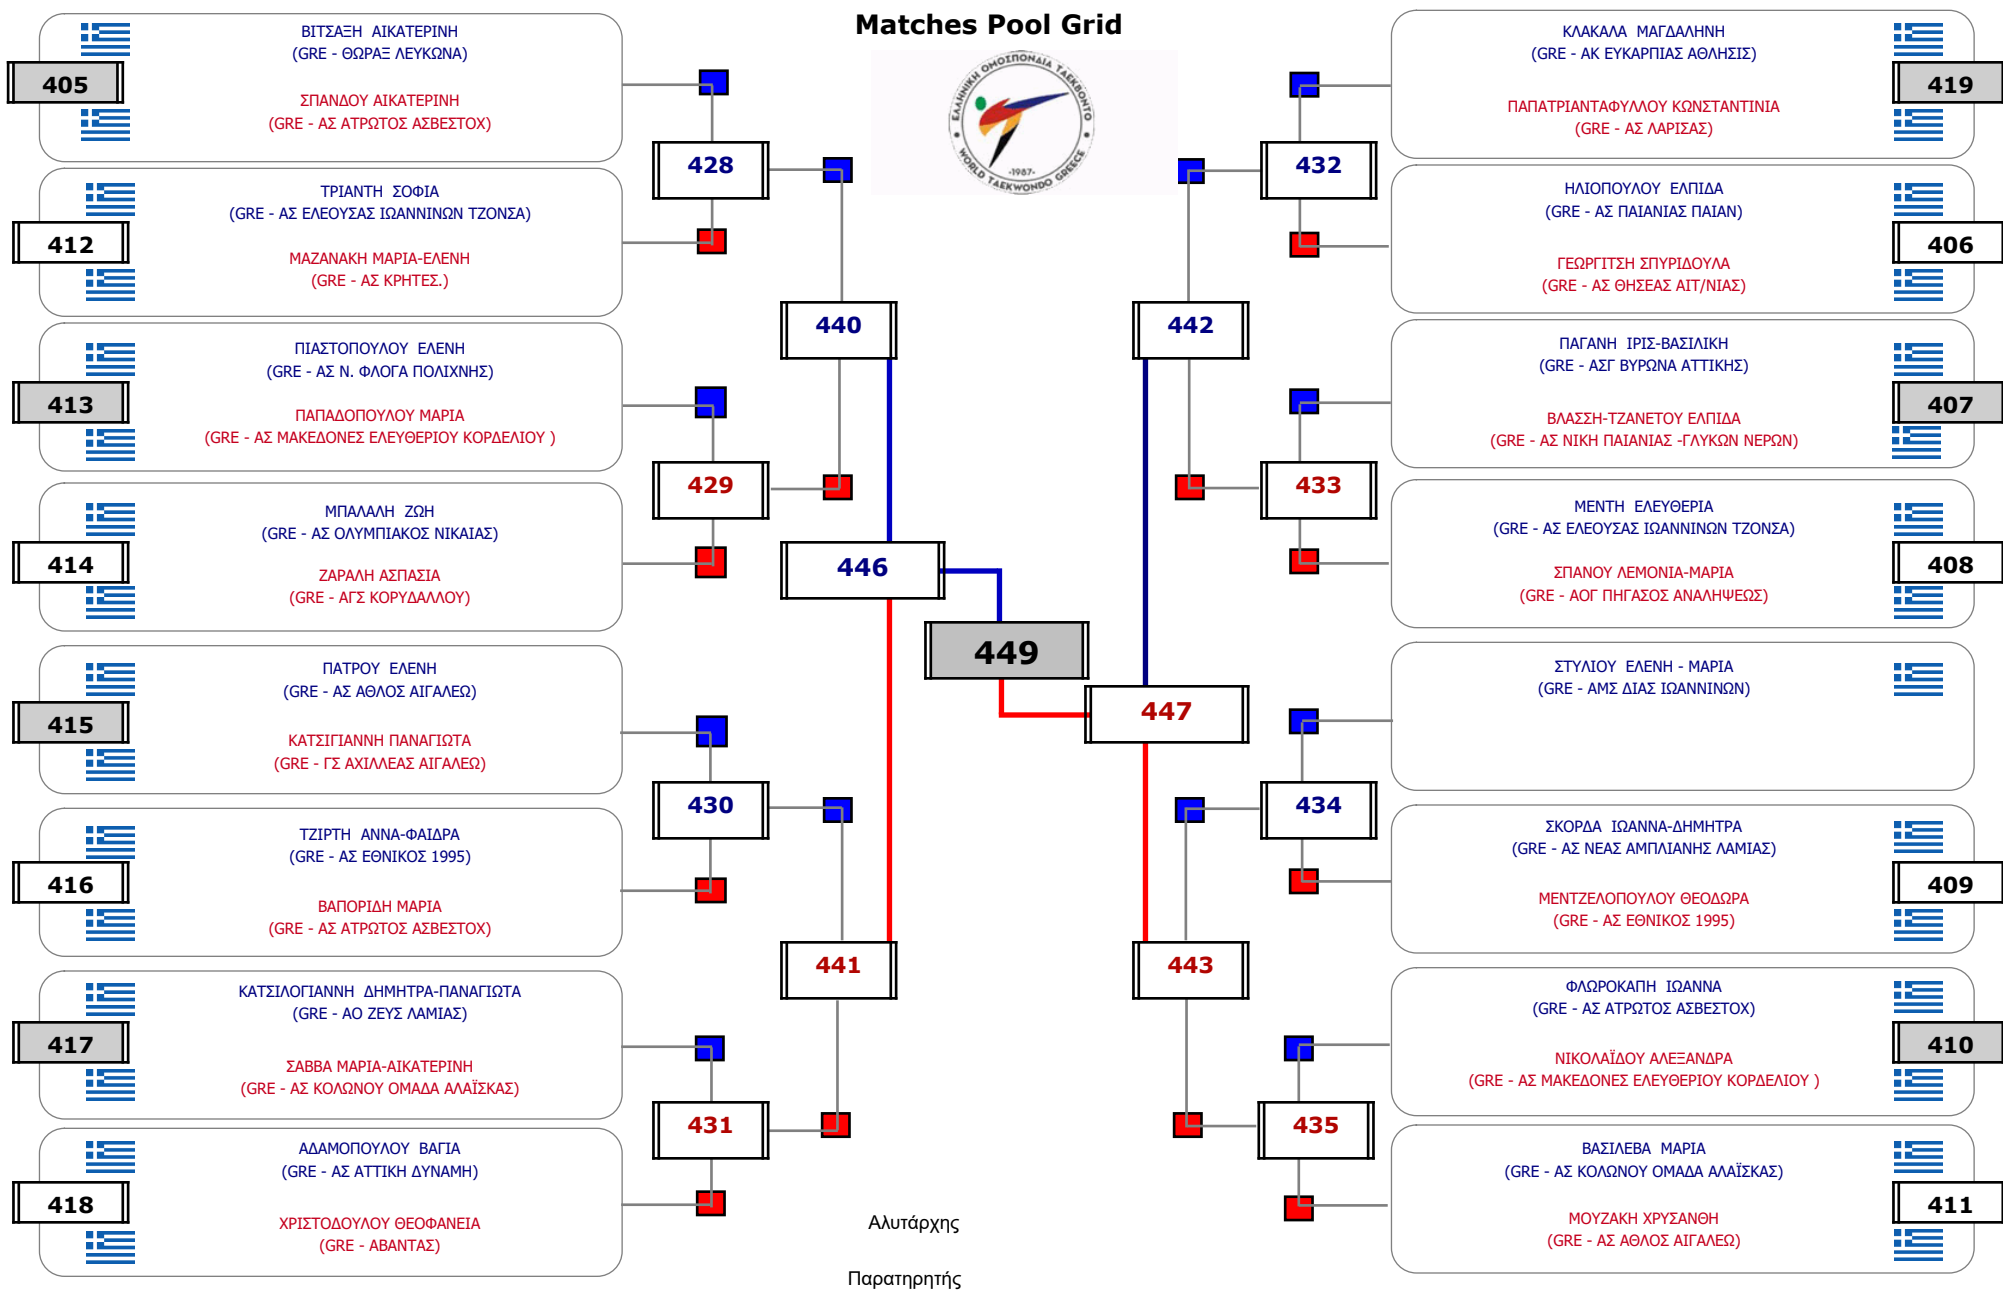 Matches Pool Grid
ΕΛΛΗΝΙΚΗ ΟΜΟΣΠΟΝΔΙΑ ΤΑΕΚΒΟΝΤΟ
-1987-
WORLD TAEKWONDO GREECE
405
ΒΙΤΣΑΞΗ ΑΙΚΑΤΕΡΙΝΗ
(GRE - ΘΩΡΑΞ ΛΕΥΚΩΝΑ)
ΣΠΑΝΔΟΥ ΑΙΚΑΤΕΡΙΝΗ
(GRE - ΑΣ ΑΤΡΩΤΟΣ ΑΣΒΕΣΤΟΧ)
412
ΤΡΙΑΝΤΗ ΣΟΦΙΑ
(GRE - ΑΣ ΕΛΕΟΥΣΑΣ ΙΩΑΝΝΙΝΩΝ ΤΖΟΝΣΑ)
ΜΑΖΑΝΑΚΗ ΜΑΡΙΑ-ΕΛΕΝΗ
(GRE - ΑΣ ΚΡΗΤΕΣ.)
413
ΠΙΑΣΤΟΠΟΥΛΟΥ ΕΛΕΝΗ
(GRE - ΑΣ Ν. ΦΛΟΓΑ ΠΟΛΙΧΝΗΣ)
ΠΑΠΑΔΟΠΟΥΛΟΥ ΜΑΡΙΑ
(GRE - ΑΣ ΜΑΚΕΔΟΝΕΣ ΕΛΕΥΘΕΡΙΟΥ ΚΟΡΔΕΛΙΟΥ )
414
ΜΠΑΛΑΛΗ ΖΩΗ
(GRE - ΑΣ ΟΛΥΜΠΙΑΚΟΣ ΝΙΚΑΙΑΣ)
ΖΑΡΑΛΗ ΑΣΠΑΣΙΑ
(GRE - ΑΓΣ ΚΟΡΥΔΑΛΛΟΥ)
415
ΠΑΤΡΟΥ ΕΛΕΝΗ
(GRE - ΑΣ ΑΘΛΟΣ ΑΙΓΑΛΕΩ)
ΚΑΤΣΙΓΙΑΝΝΗ ΠΑΝΑΓΙΩΤΑ
(GRE - ΓΣ ΑΧΙΛΛΕΑΣ ΑΙΓΑΛΕΩ)
416
ΤΖΙΡΤΗ ΑΝΝΑ-ΦΑΙΔΡΑ
(GRE - ΑΣ ΕΘΝΙΚΟΣ 1995)
ΒΑΠΟΡΙΔΗ ΜΑΡΙΑ
(GRE - ΑΣ ΑΤΡΩΤΟΣ ΑΣΒΕΣΤΟΧ)
417
ΚΑΤΣΙΛΟΓΙΑΝΝΗ ΔΗΜΗΤΡΑ-ΠΑΝΑΓΙΩΤΑ
(GRE - ΑΟ ΖΕΥΣ ΛΑΜΙΑΣ)
ΣΑΒΒΑ ΜΑΡΙΑ-ΑΙΚΑΤΕΡΙΝΗ
(GRE - ΑΣ ΚΟΛΩΝΟΥ ΟΜΑΔΑ ΑΛΑΪΣΚΑΣ)
418
ΑΔΑΜΟΠΟΥΛΟΥ ΒΑΓΙΑ
(GRE - ΑΣ ΑΤΤΙΚΗ ΔΥΝΑΜΗ)
ΧΡΙΣΤΟΔΟΥΛΟΥ ΘΕΟΦΑΝΕΙΑ
(GRE - ΑΒΑΝΤΑΣ)
428
429
430
431
440
441
446
449
447
442
443
432
433
434
435
ΚΛΑΚΑΛΑ ΜΑΓΔΑΛΗΝΗ
(GRE - ΑΚ ΕΥΚΑΡΠΙΑΣ ΑΘΛΗΣΙΣ)
419
ΠΑΠΑΤΡΙΑΝΤΑΦΥΛΛΟΥ ΚΩΝΣΤΑΝΤΙΝΙΑ
(GRE - ΑΣ ΛΑΡΙΣΑΣ)
ΗΛΙΟΠΟΥΛΟΥ ΕΛΠΙΔΑ
(GRE - ΑΣ ΠΑΙΑΝΙΑΣ ΠΑΙΑΝ)
406
ΓΕΩΡΓΙΤΣΗ ΣΠΥΡΙΔΟΥΛΑ
(GRE - ΑΣ ΘΗΣΕΑΣ ΑΙΤ/ΝΙΑΣ)
ΠΑΓΑΝΗ ΙΡΙΣ-ΒΑΣΙΛΙΚΗ
(GRE - ΑΣΓ ΒΥΡΩΝΑ ΑΤΤΙΚΗΣ)
407
ΒΛΑΣΣΗ-ΤΖΑΝΕΤΟΥ ΕΛΠΙΔΑ
(GRE - ΑΣ ΝΙΚΗ ΠΑΙΑΝΙΑΣ -ΓΛΥΚΩΝ ΝΕΡΩΝ)
ΜΕΝΤΗ ΕΛΕΥΘΕΡΙΑ
(GRE - ΑΣ ΕΛΕΟΥΣΑΣ ΙΩΑΝΝΙΝΩΝ ΤΖΟΝΣΑ)
408
ΣΠΑΝΟΥ ΛΕΜΟΝΙΑ-ΜΑΡΙΑ
(GRE - ΑΟΓ ΠΗΓΑΣΟΣ ΑΝΑΛΗΨΕΩΣ)
ΣΤΥΛΙΟΥ ΕΛΕΝΗ - ΜΑΡΙΑ
(GRE - ΑΜΣ ΔΙΑΣ ΙΩΑΝΝΙΝΩΝ)
ΣΚΟΡΔΑ ΙΩΑΝΝΑ-ΔΗΜΗΤΡΑ
(GRE - ΑΣ ΝΕΑΣ ΑΜΠΛΙΑΝΗΣ ΛΑΜΙΑΣ)
409
ΜΕΝΤΖΕΛΟΠΟΥΛΟΥ ΘΕΟΔΩΡΑ
(GRE - ΑΣ ΕΘΝΙΚΟΣ 1995)
ΦΛΩΡΟΚΑΠΗ ΙΩΑΝΝΑ
(GRE - ΑΣ ΑΤΡΩΤΟΣ ΑΣΒΕΣΤΟΧ)
410
ΝΙΚΟΛΑΪΔΟΥ ΑΛΕΞΑΝΔΡΑ
(GRE - ΑΣ ΜΑΚΕΔΟΝΕΣ ΕΛΕΥΘΕΡΙΟΥ ΚΟΡΔΕΛΙΟΥ )
ΒΑΣΙΛΕΒΑ ΜΑΡΙΑ
(GRE - ΑΣ ΚΟΛΩΝΟΥ ΟΜΑΔΑ ΑΛΑΪΣΚΑΣ)
411
ΜΟΥΖΑΚΗ ΧΡΥΣΑΝΘΗ
(GRE - ΑΣ ΑΘΛΟΣ ΑΙΓΑΛΕΩ)
Αλυτάρχης
Παρατηρητής